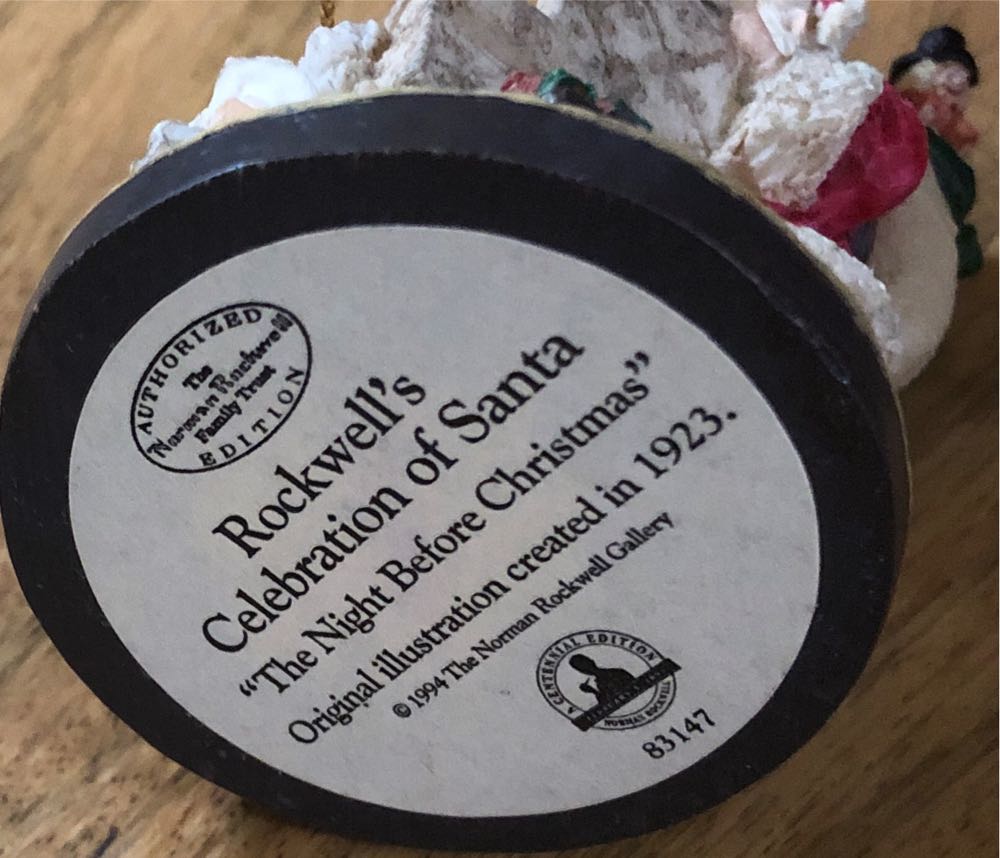 AUTHORIZED
The
Norman Rockwell
Family Trust
EDITION
Rockwell's
Celebration of Santa
“The Night Before Christmas”
Original illustration created in 1923.
© 1994 The Norman Rockwell Gallery
A CENTENNIAL EDITION
NORMAN ROCKWELL
83147